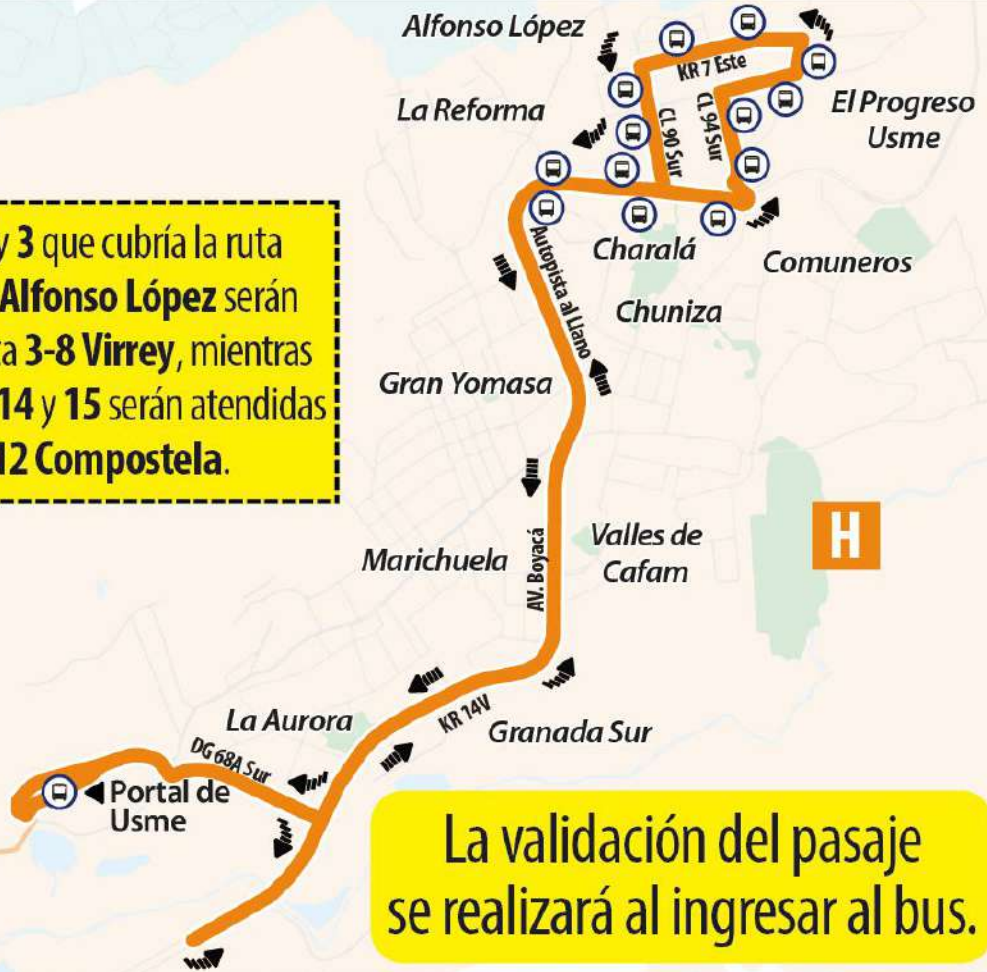 Alfonso López
KR 7 Este
La Reforma
CL 90 Sur
CL 94 Sur
El Progreso
Usme
y 3 que cubría la ruta
Alfonso López serán
ta 3-8 Virrey, mientras
14 y 15 serán atendidas
12 Compostela.
Autopista al Llano
Charalá
Comuneros
Chuniza
Gran Yomasa
Marichuela
AV. Boyacá
Valles de
Cafam
H
La Aurora
KR 14V
Granada Sur
DG 68A Sur
Portal de
Usme
La validación del pasaje
se realizará al ingresar al bus.